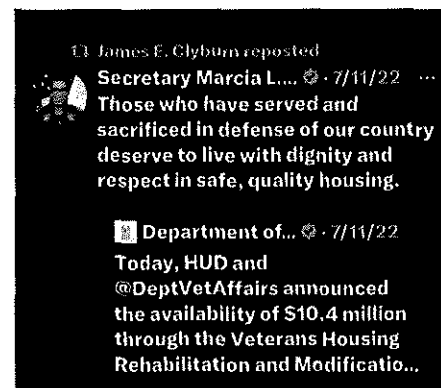 James E. Clyburn reposted
Secretary Marcia L.... · 7/11/22 ...
Those who have served and
sacrificed in defense of our country
deserve to live with dignity and
respect in safe, quality housing.
Department of... · 7/11/22
Today, HUD and
@DeptVetAffairs announced
the availability of $10.4 million
through the Veterans Housing
Rehabilitation and Modificatio...